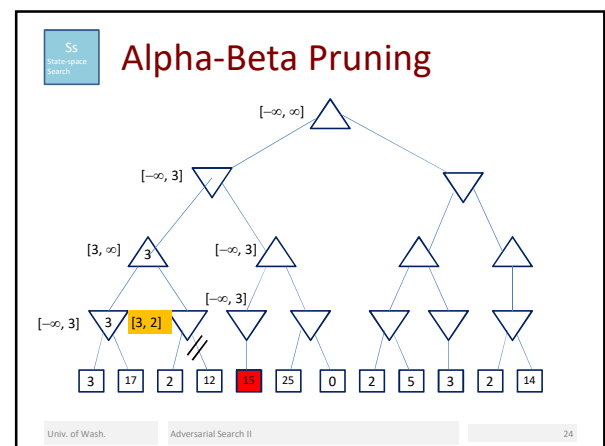 Ss
State-space
Search
Alpha-Beta Pruning
[−∞, ∞]
[−∞, 3]
[3, ∞]
3
[−∞, 3]
[−∞, 3]
[−∞, 3]
3
[3, 2]
3 17 2 12 15 25 0 2 5 3 2 14
Univ. of Wash. Adversarial Search II 24